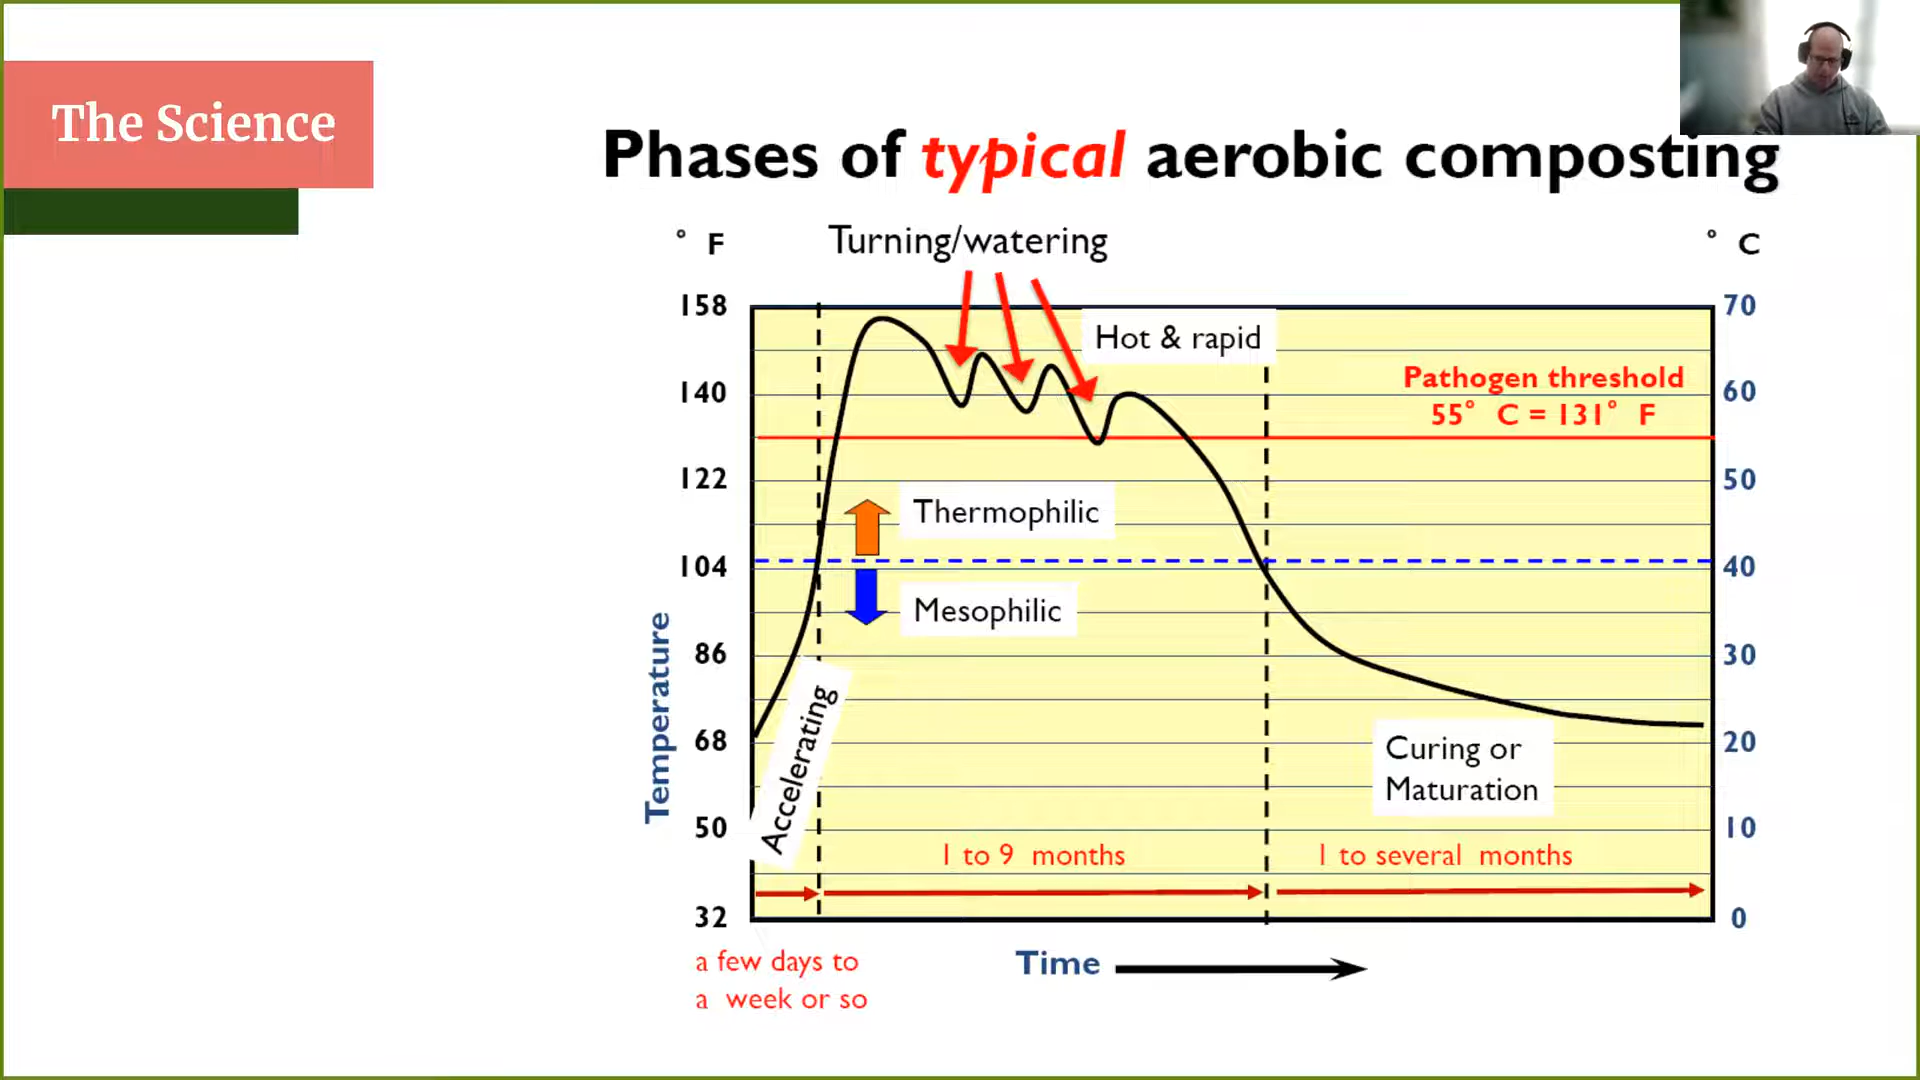 The Science
Phases of typical aerobic composting
° F
Turning/watering
° C
158
70
Hot & rapid
140
60
Pathogen threshold
55° C = 131° F
122
50
Thermophilic
104
40
Mesophilic
86
30
Temperature
Accelerating
68
20
Curing or
Maturation
50
10
1 to 9 months
1 to several months
32
0
a few days to
a week or so
Time